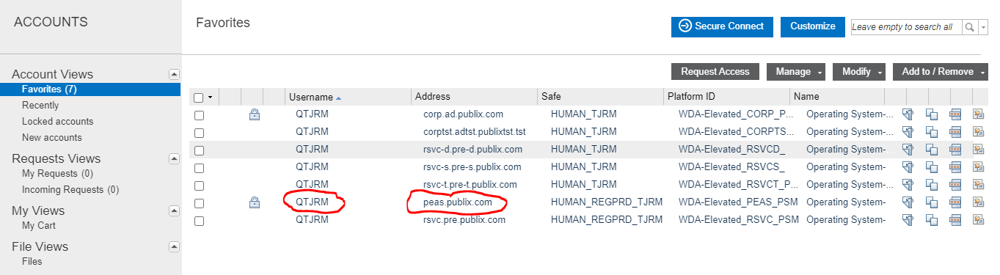 ACCOUNTS
Favorites
Secure Connect Customize Leave empty to search all
Account Views
Favorites (7)
Recently
Locked accounts
New accounts
Requests Views
My Requests (0)
Incoming Requests (0)
My Views
My Cart
File Views
Files
Request Access Manage Modify Add to / Remove
Username Address Safe Platform ID Name
QTJRM corp.ad.publix.com HUMAN_TJRM WDA-Elevated_CORP_P... Operating System-...
QTJRM corptst.adtst.publixtst.tst HUMAN_TJRM WDA-Elevated_CORPTS... Operating System-...
QTJRM rsvc-d.pre-d.publix.com HUMAN_TJRM WDA-Elevated_RSVCD_ Operating System-
QTJRM rsvc-s.pre-s.publix.com HUMAN_TJRM WDA-Elevated_RSVCS_ Operating System-
QTJRM rsvc-t.pre-t.publix.com HUMAN_TJRM WDA-Elevated_RSVCT_P... Operating System-
QTJRM peas.publix.com HUMAN_REGPRD_TJRM WDA-Elevated_PEAS_PSM Operating System-
QTJRM rsvc.pre.publix.com HUMAN_REGPRD_TJRM WDA-Elevated_RSVC_PSM Operating System-